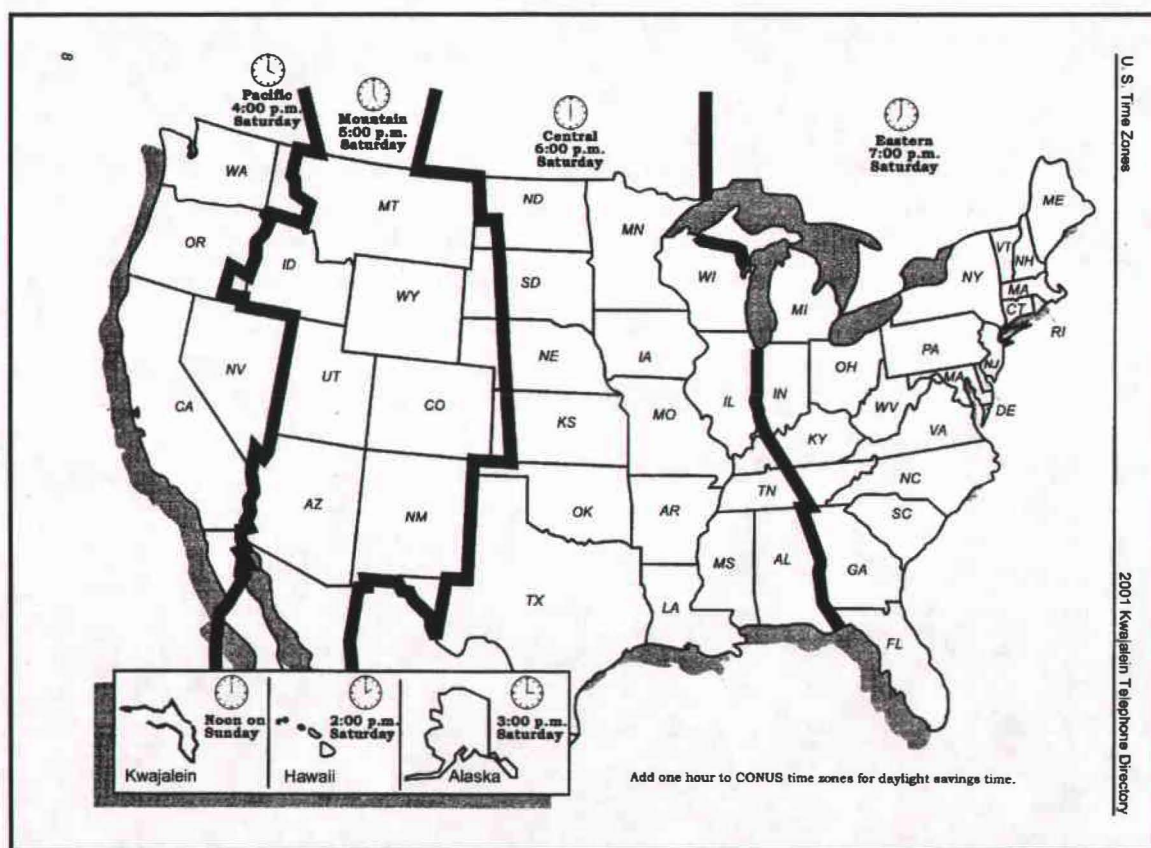 8
U. S. Time Zones
2001 Kwajalein Telephone Directory
Pacific
4:00 p.m.
Saturday
Mountain
5:00 p.m.
Saturday
Central
6:00 p.m.
Saturday
Eastern
7:00 p.m.
Saturday
WA
MT
ND
MN
ME
OR
ID
SD
WI
VT
NH
NY
MA
WY
MI
CT
RI
NE
IA
PA
NV
UT
OH
NJ
CA
CO
IL
IN
MA
DE
KS
MO
WV
VA
KY
NC
AZ
NM
OK
AR
TN
SC
MS
AL
GA
TX
LA
FL
Noon on
Sunday
Kwajalein
2:00 p.m.
Saturday
Hawaii
3:00 p.m.
Saturday
Alaska
Add one hour to CONUS time zones for daylight savings time.